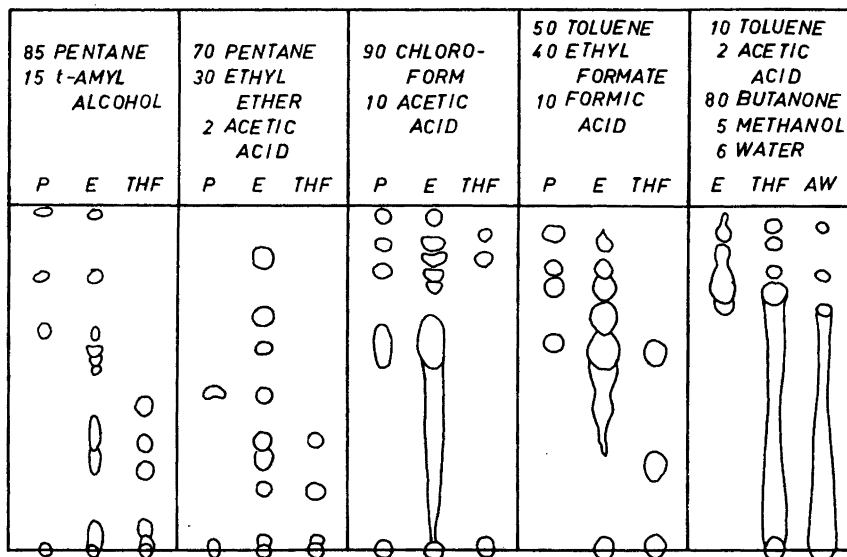 85 PENTANE
15 t-AMYL
ALCOHOL
P E THF
70 PENTANE
30 ETHYL
ETHER
2 ACETIC
ACID
P E THF
90 CHLORO-
FORM
10 ACETIC
ACID
P E THF
50 TOLUENE
40 ETHYL
FORMATE
10 FORMIC
ACID
P E THF
10 TOLUENE
2 ACETIC
ACID
80 BUTANONE
5 METHANOL
6 WATER
E THF AW